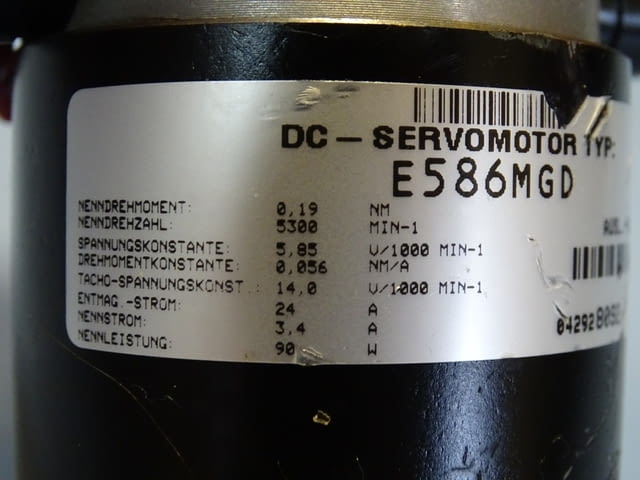 DC – SERVOMOTOR TYP:
E586MGD
NENNDREHMOMENT: 0,19 NM
NENNDREHZAHL: 5300 MIN-1
SPANNUNGSKONSTANTE: 5,85 V/1000 MIN-1
DREHMOMENTKONSTANTE: 0,056 NM/A
TACHO-SPANNUNGSKONST.: 14,0 V/1000 MIN-1
ENTMAG.-STROM: 24 A
NENNSTROM: 3,4 A
NENNLEISTUNG: 90 W